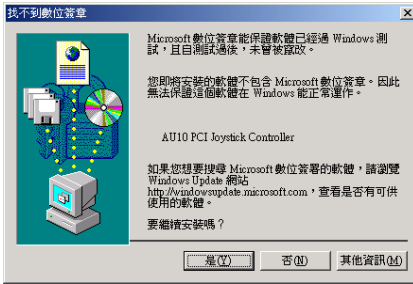 找不到數位簽章
Microsoft 數位簽章能保證軟體已經過 Windows 測
試，且自測試過後，未曾被竄改。
您即將安裝的軟體不包含 Microsoft 數位簽章。因此
無法保證這個軟體在 Windows 能正常運作。
AU10 PCI Joystick Controller
如果您想要搜尋 Microsoft 數位簽署的軟體，請瀏覽
Windows Update 網站
http://windowsupdate.microsoft.com，查看是否有可供
使用的軟體。
要繼續安裝嗎？
是(Y) 否(N) 其他資訊(M)